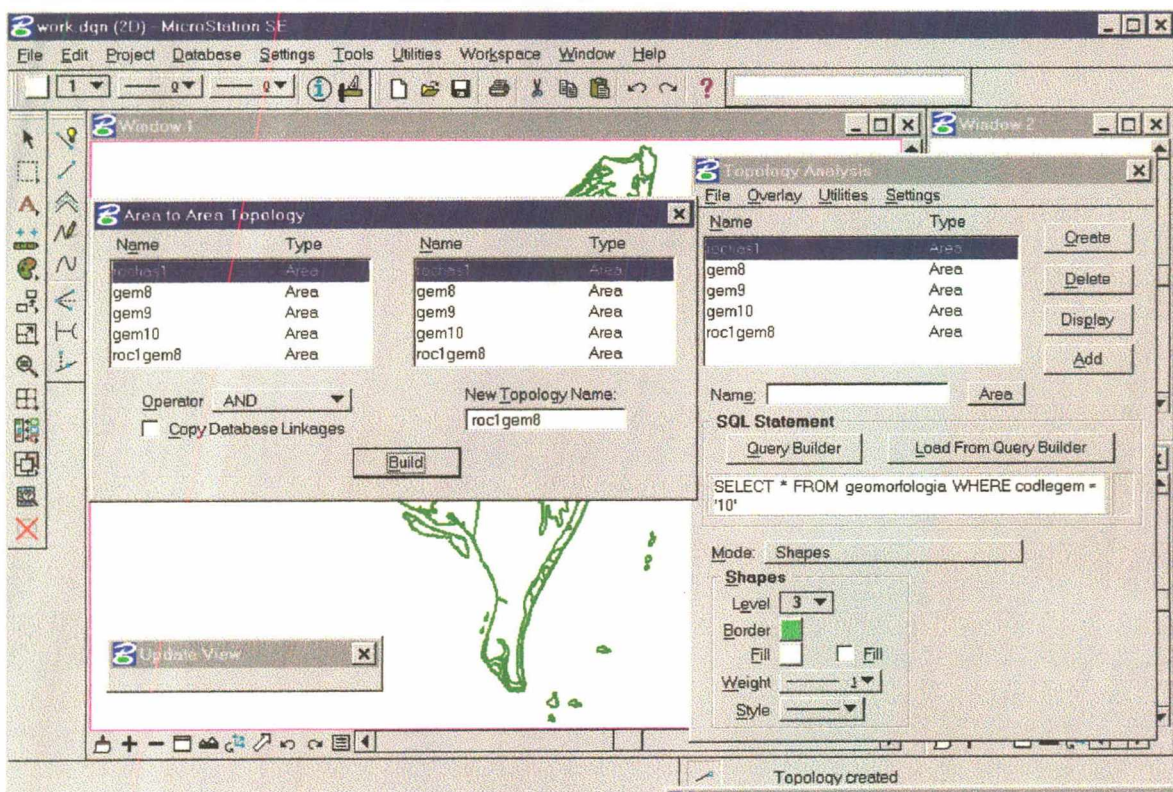 work.dgn (2D) - MicroStation SE
File Edit Project Database Settings Tools Utilities Workspace Window Help
1 0 0
Window 1
Window 2
Topology Analysis
File Overlay Utilities Settings
Name Type
rochas1 Area
gem8 Area
gem9 Area
gem10 Area
roc1gem8 Area
Create
Delete
Display
Add
Name: Area
SQL Statement
Query Builder Load From Query Builder
SELECT * FROM geomorfologia WHERE codlegem =
'10'
Mode: Shapes
Shapes
Level 3
Border
Fill Fill
Weight 1
Style
Area to Area Topology
Name Type Name Type
rochas1 Area rochas1 Area
gem8 Area gem8 Area
gem9 Area gem9 Area
gem10 Area gem10 Area
roc1gem8 Area roc1gem8 Area
Operator AND
Copy Database Linkages
New Topology Name:
roc1gem8
Build
Update View
Topology created